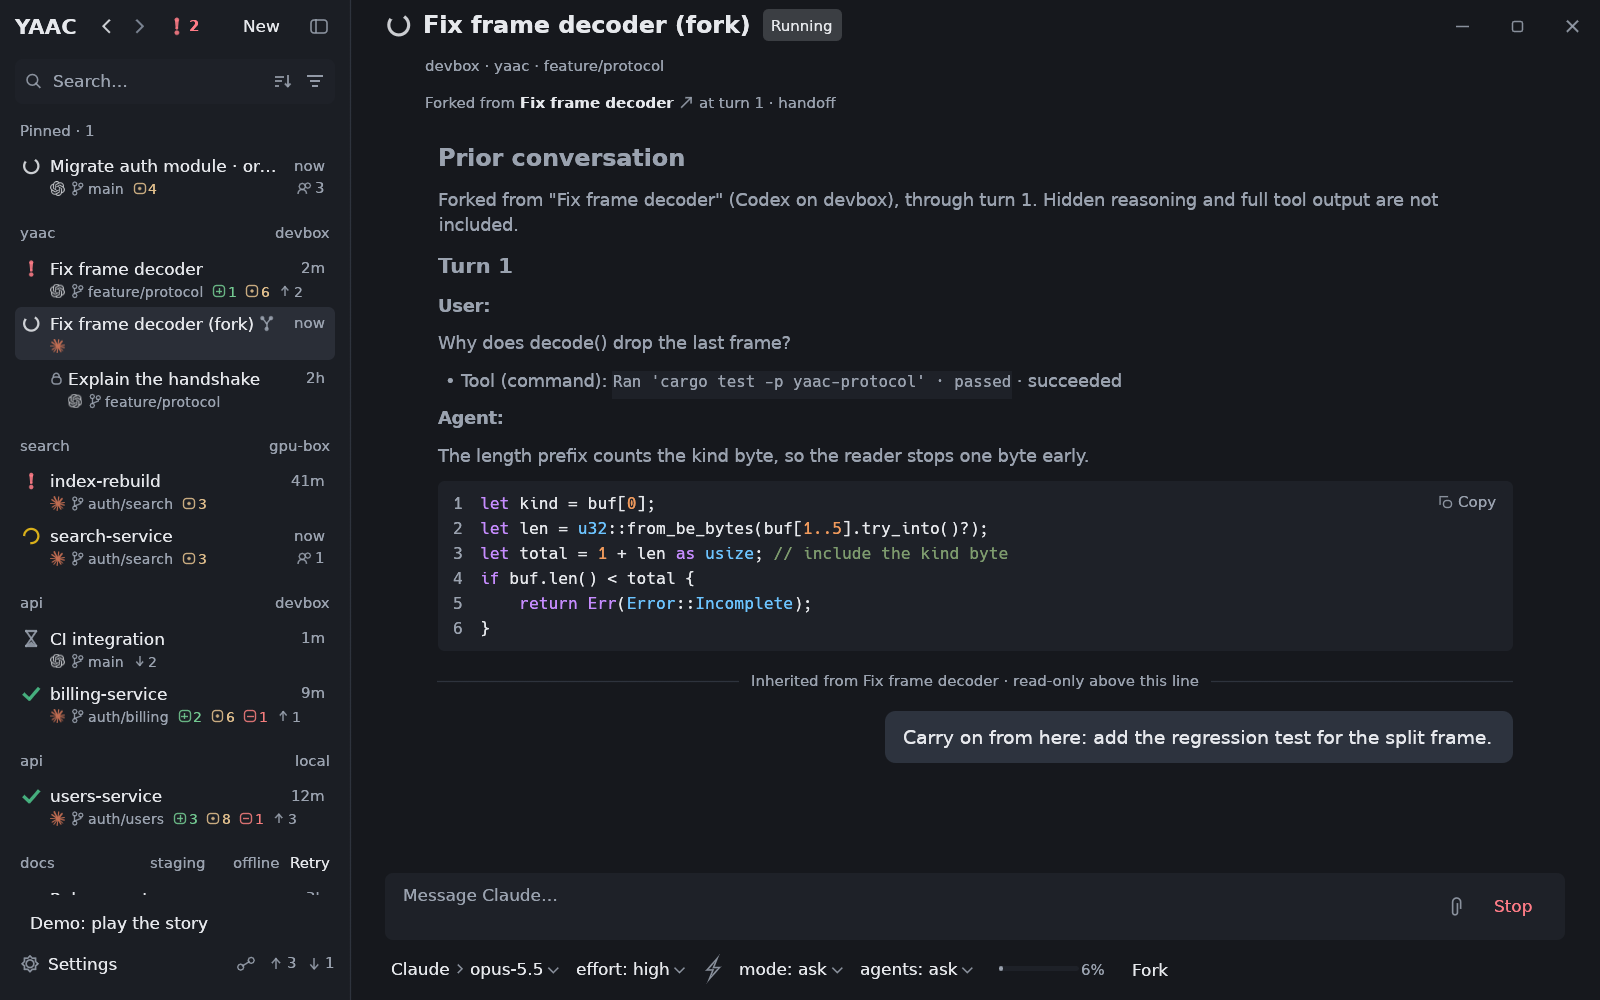 YAAC
2
New
Search...
Pinned · 1
Migrate auth module · or... now
main 4 3
yaac devbox
Fix frame decoder 2m
feature/protocol 1 6 ↑2
Fix frame decoder (fork) now
Explain the handshake 2h
feature/protocol
search gpu-box
index-rebuild 41m
auth/search 3
search-service now
auth/search 3 1
api devbox
CI integration 1m
main ↓2
billing-service 9m
auth/billing 2 6 1 ↑1
api local
users-service 12m
auth/users 3 8 1 ↑3
docs staging offline Retry
Demo: play the story
Settings ↑3 ↓1
Fix frame decoder (fork) Running
devbox · yaac · feature/protocol
Forked from Fix frame decoder ↗ at turn 1 · handoff
Prior conversation
Forked from "Fix frame decoder" (Codex on devbox), through turn 1. Hidden reasoning and full tool output are not
included.
Turn 1
User:
Why does decode() drop the last frame?
• Tool (command): Ran 'cargo test -p yaac-protocol' · passed · succeeded
Agent:
The length prefix counts the kind byte, so the reader stops one byte early.
Copy
1 let kind = buf[0];
2 let len = u32::from_be_bytes(buf[1..5].try_into()?);
3 let total = 1 + len as usize; // include the kind byte
4 if buf.len() < total {
5     return Err(Error::Incomplete);
6 }
Inherited from Fix frame decoder · read-only above this line
Carry on from here: add the regression test for the split frame.
Message Claude...
Stop
Claude > opus-5.5 effort: high mode: ask agents: ask 6% Fork